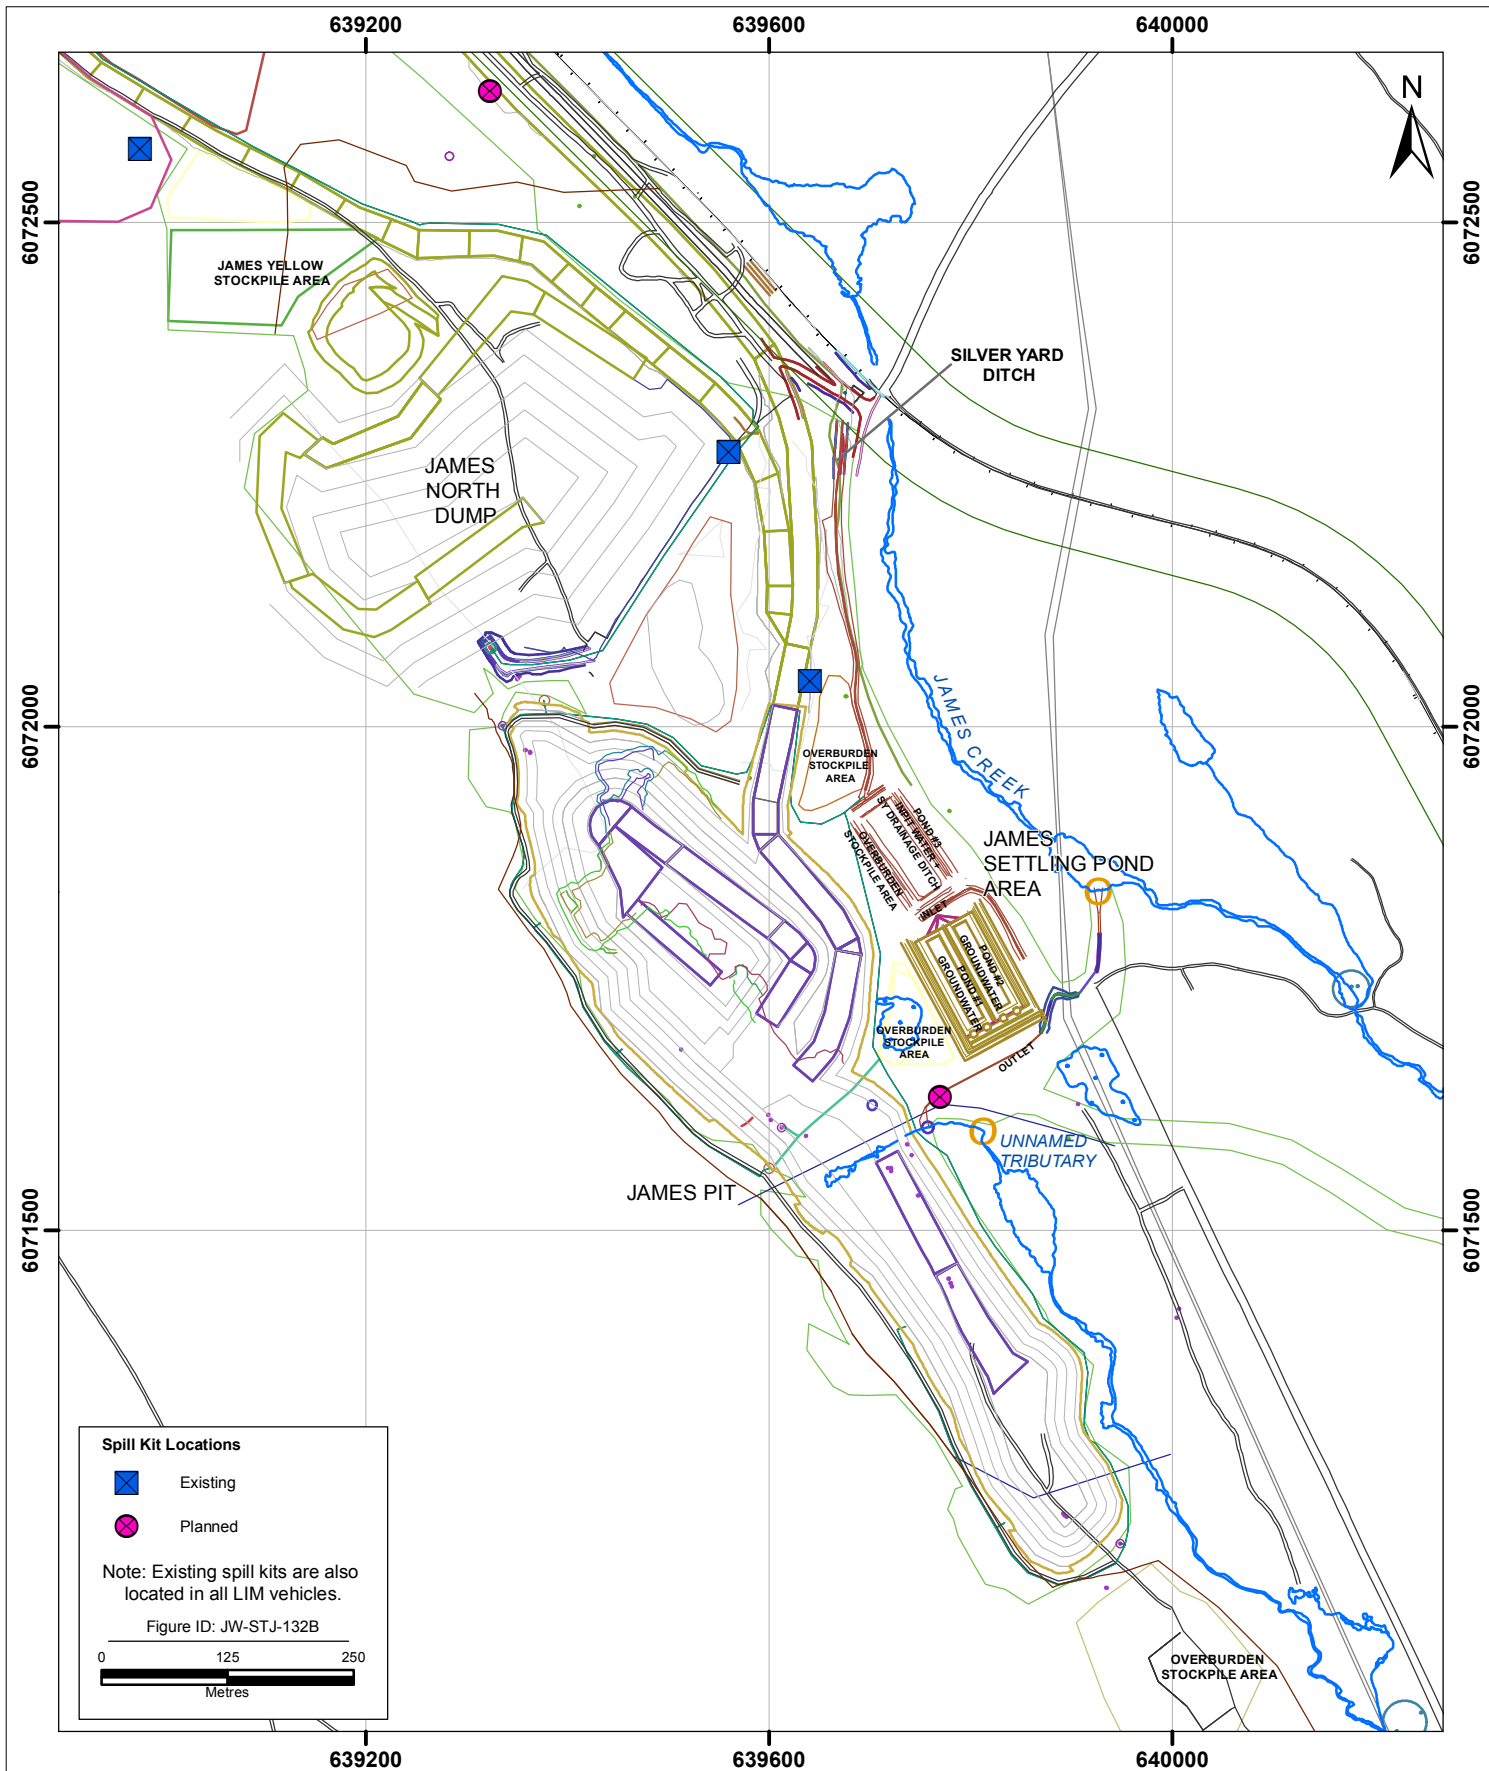 639200
639600
640000
N
6072500
6072500
JAMES YELLOW
STOCKPILE AREA
SILVER YARD
DITCH
JAMES
NORTH
DUMP
6072000
6072000
JAMES CREEK
OVERBURDEN
STOCKPILE
AREA
POND #3
INPIT WATER +
SY DRAINAGE DITCH
OVERBURDEN
STOCKPILE AREA
JAMES
SETTLING POND
AREA
INLET
POND #2
GROUNDWATER
POND #1
GROUNDWATER
OVERBURDEN
STOCKPILE
AREA
OUTLET
UNNAMED
TRIBUTARY
JAMES PIT
6071500
6071500
Spill Kit Locations
Existing
Planned
Note: Existing spill kits are also
located in all LIM vehicles.
Figure ID: JW-STJ-132B
0 125 250
Metres
OVERBURDEN
STOCKPILE AREA
639200
639600
640000